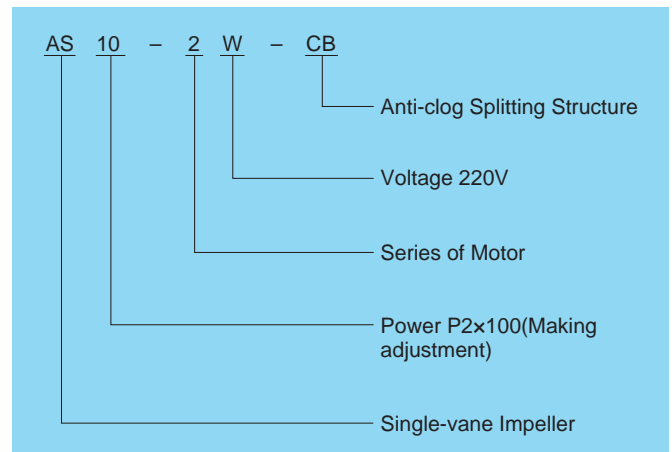 AS 10 – 2 W – CB
Anti-clog Splitting Structure
Voltage 220V
Series of Motor
Power P2×100(Making
adjustment)
Single-vane Impeller